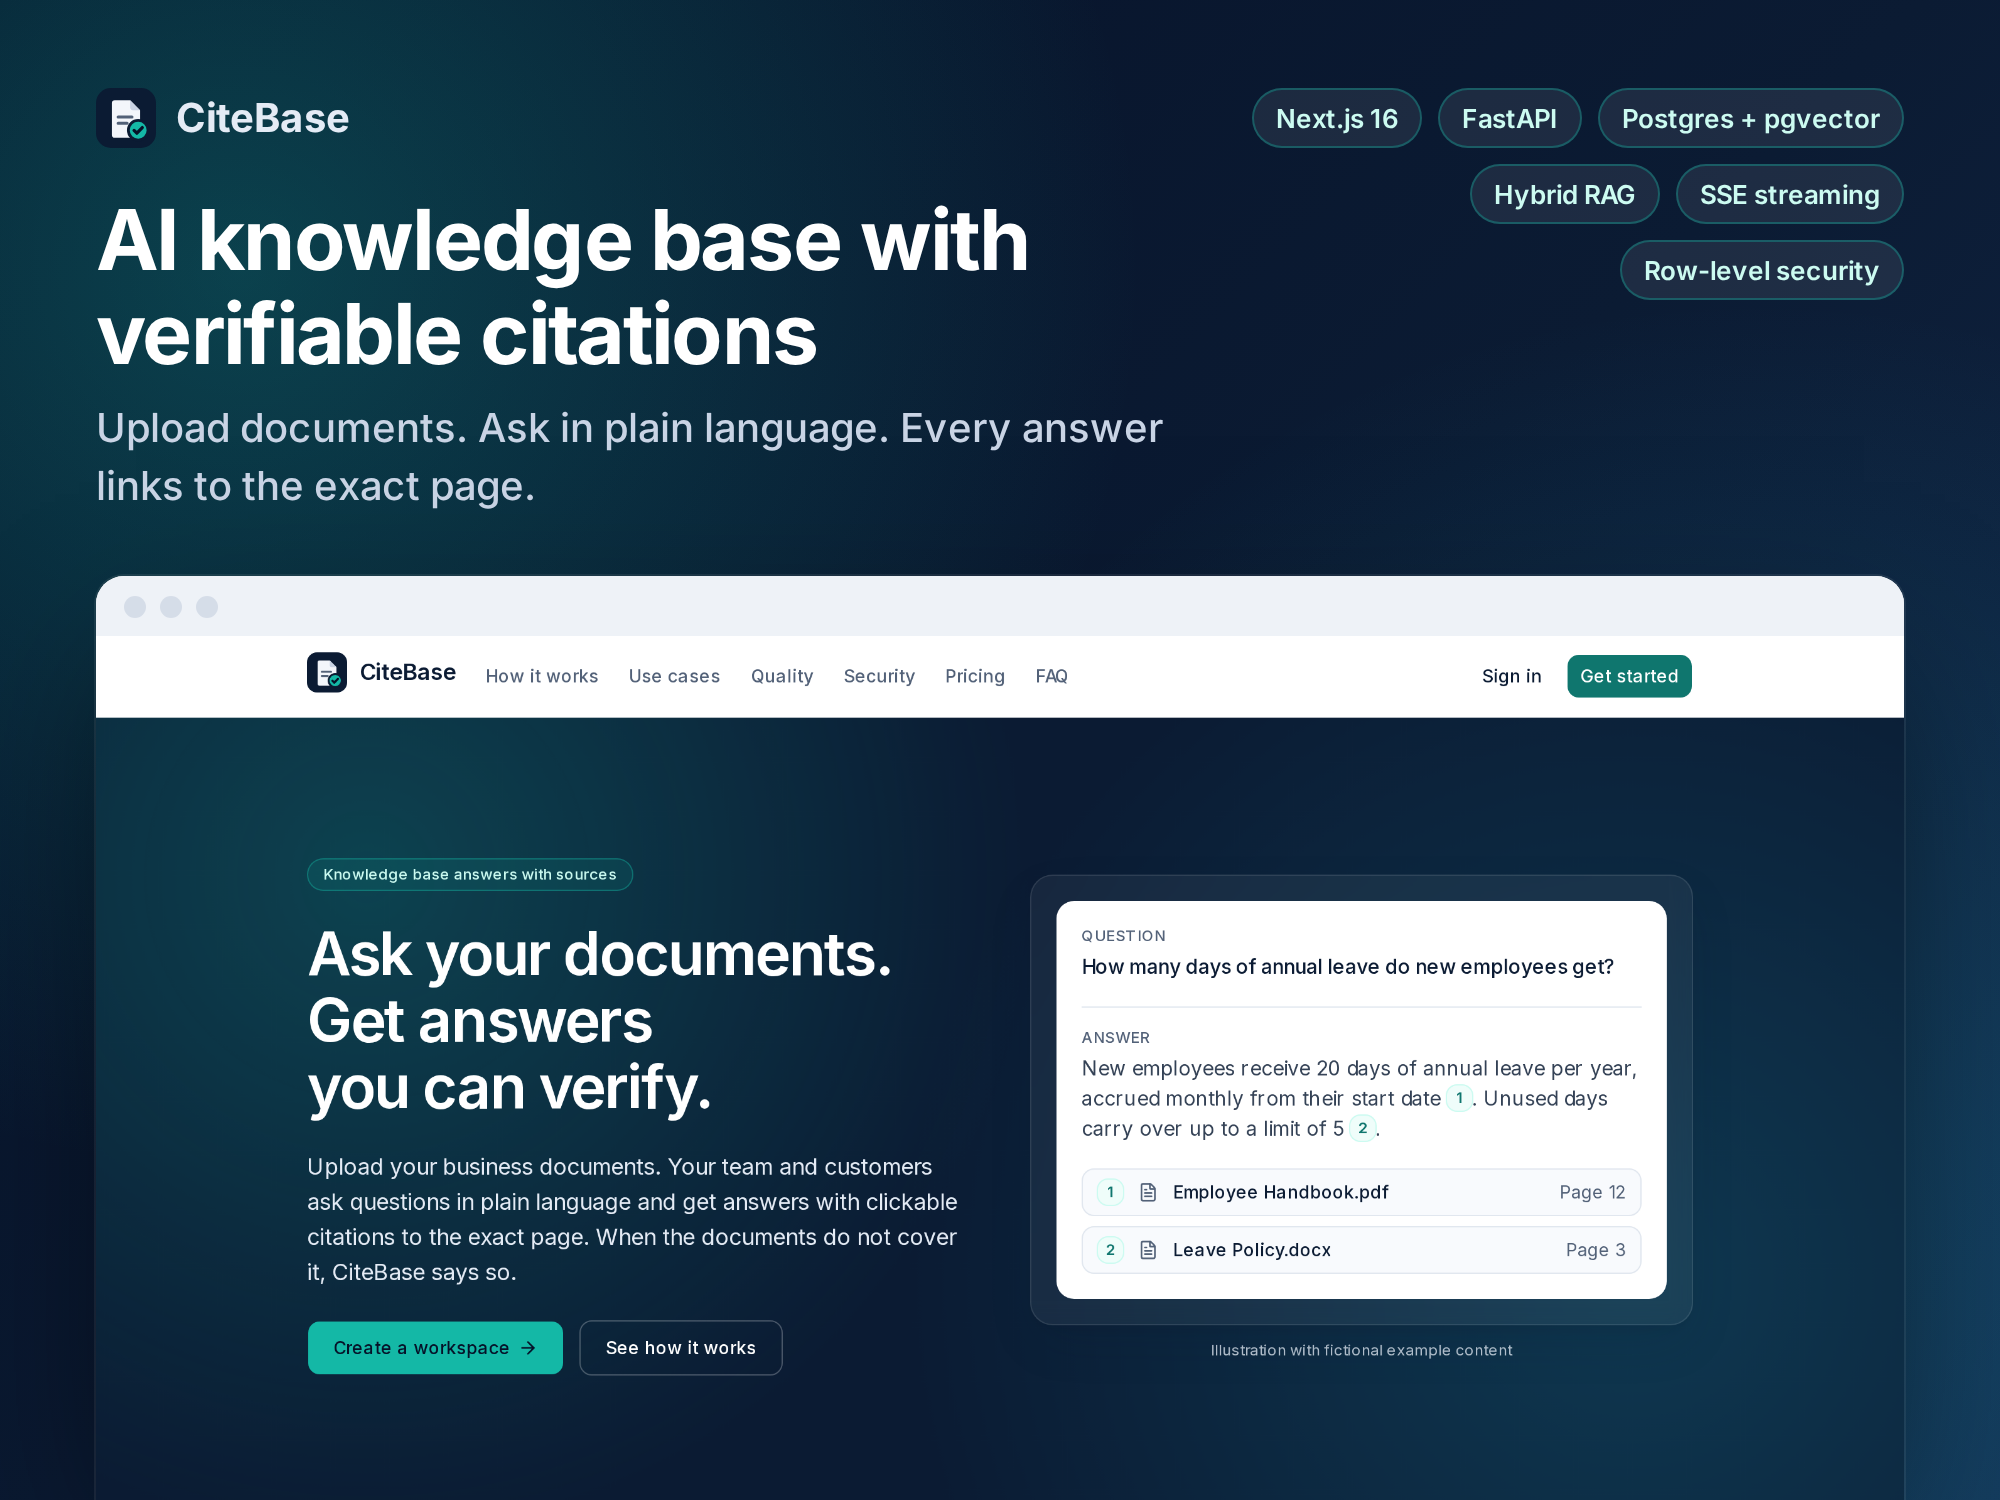 CiteBase
Next.js 16
FastAPI
Postgres + pgvector
Hybrid RAG
SSE streaming
Row-level security
AI knowledge base with
verifiable citations
Upload documents. Ask in plain language. Every answer
links to the exact page.
CiteBase
How it works
Use cases
Quality
Security
Pricing
FAQ
Sign in
Get started
Knowledge base answers with sources
Ask your documents.
Get answers
you can verify.
Upload your business documents. Your team and customers
ask questions in plain language and get answers with clickable
citations to the exact page. When the documents do not cover
it, CiteBase says so.
Create a workspace →
See how it works
QUESTION
How many days of annual leave do new employees get?
ANSWER
New employees receive 20 days of annual leave per year,
accrued monthly from their start date 1. Unused days
carry over up to a limit of 5 2.
1 Employee Handbook.pdf Page 12
2 Leave Policy.docx Page 3
Illustration with fictional example content